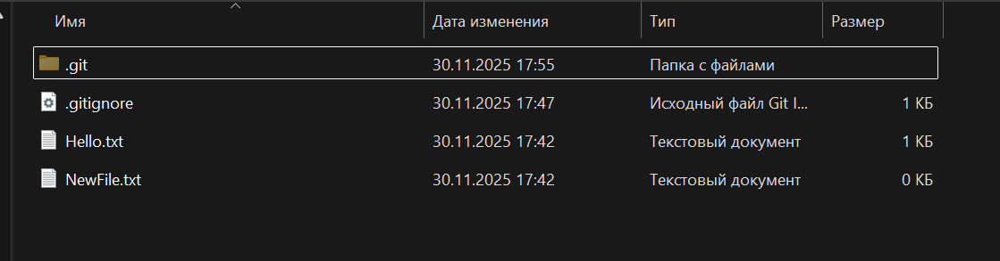 Имя Дата изменения Тип Размер
.git 30.11.2025 17:55 Папка с файлами
.gitignore 30.11.2025 17:47 Исходный файл Git I... 1 КБ
Hello.txt 30.11.2025 17:42 Текстовый документ 1 КБ
NewFile.txt 30.11.2025 17:42 Текстовый документ 0 КБ